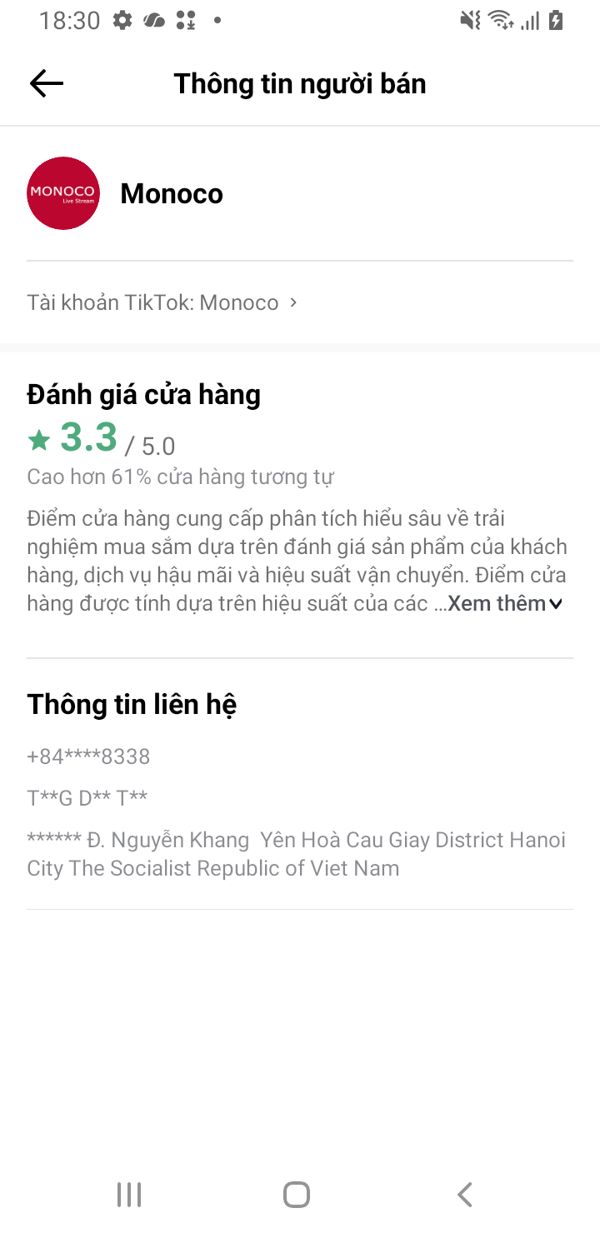 18:30
Thông tin người bán
MONOCO
Live Stream
Monoco
Tài khoản TikTok: Monoco >
Đánh giá cửa hàng
3.3 / 5.0
Cao hơn 61% cửa hàng tương tự
Điểm cửa hàng cung cấp phân tích hiểu sâu về trải
nghiệm mua sắm dựa trên đánh giá sản phẩm của khách
hàng, dịch vụ hậu mãi và hiệu suất vận chuyển. Điểm cửa
hàng được tính dựa trên hiệu suất của các ...Xem thêm
Thông tin liên hệ
+84****8338
T**G D** T**
****** Đ. Nguyễn Khang  Yên Hoà Cau Giay District Hanoi
City The Socialist Republic of Viet Nam